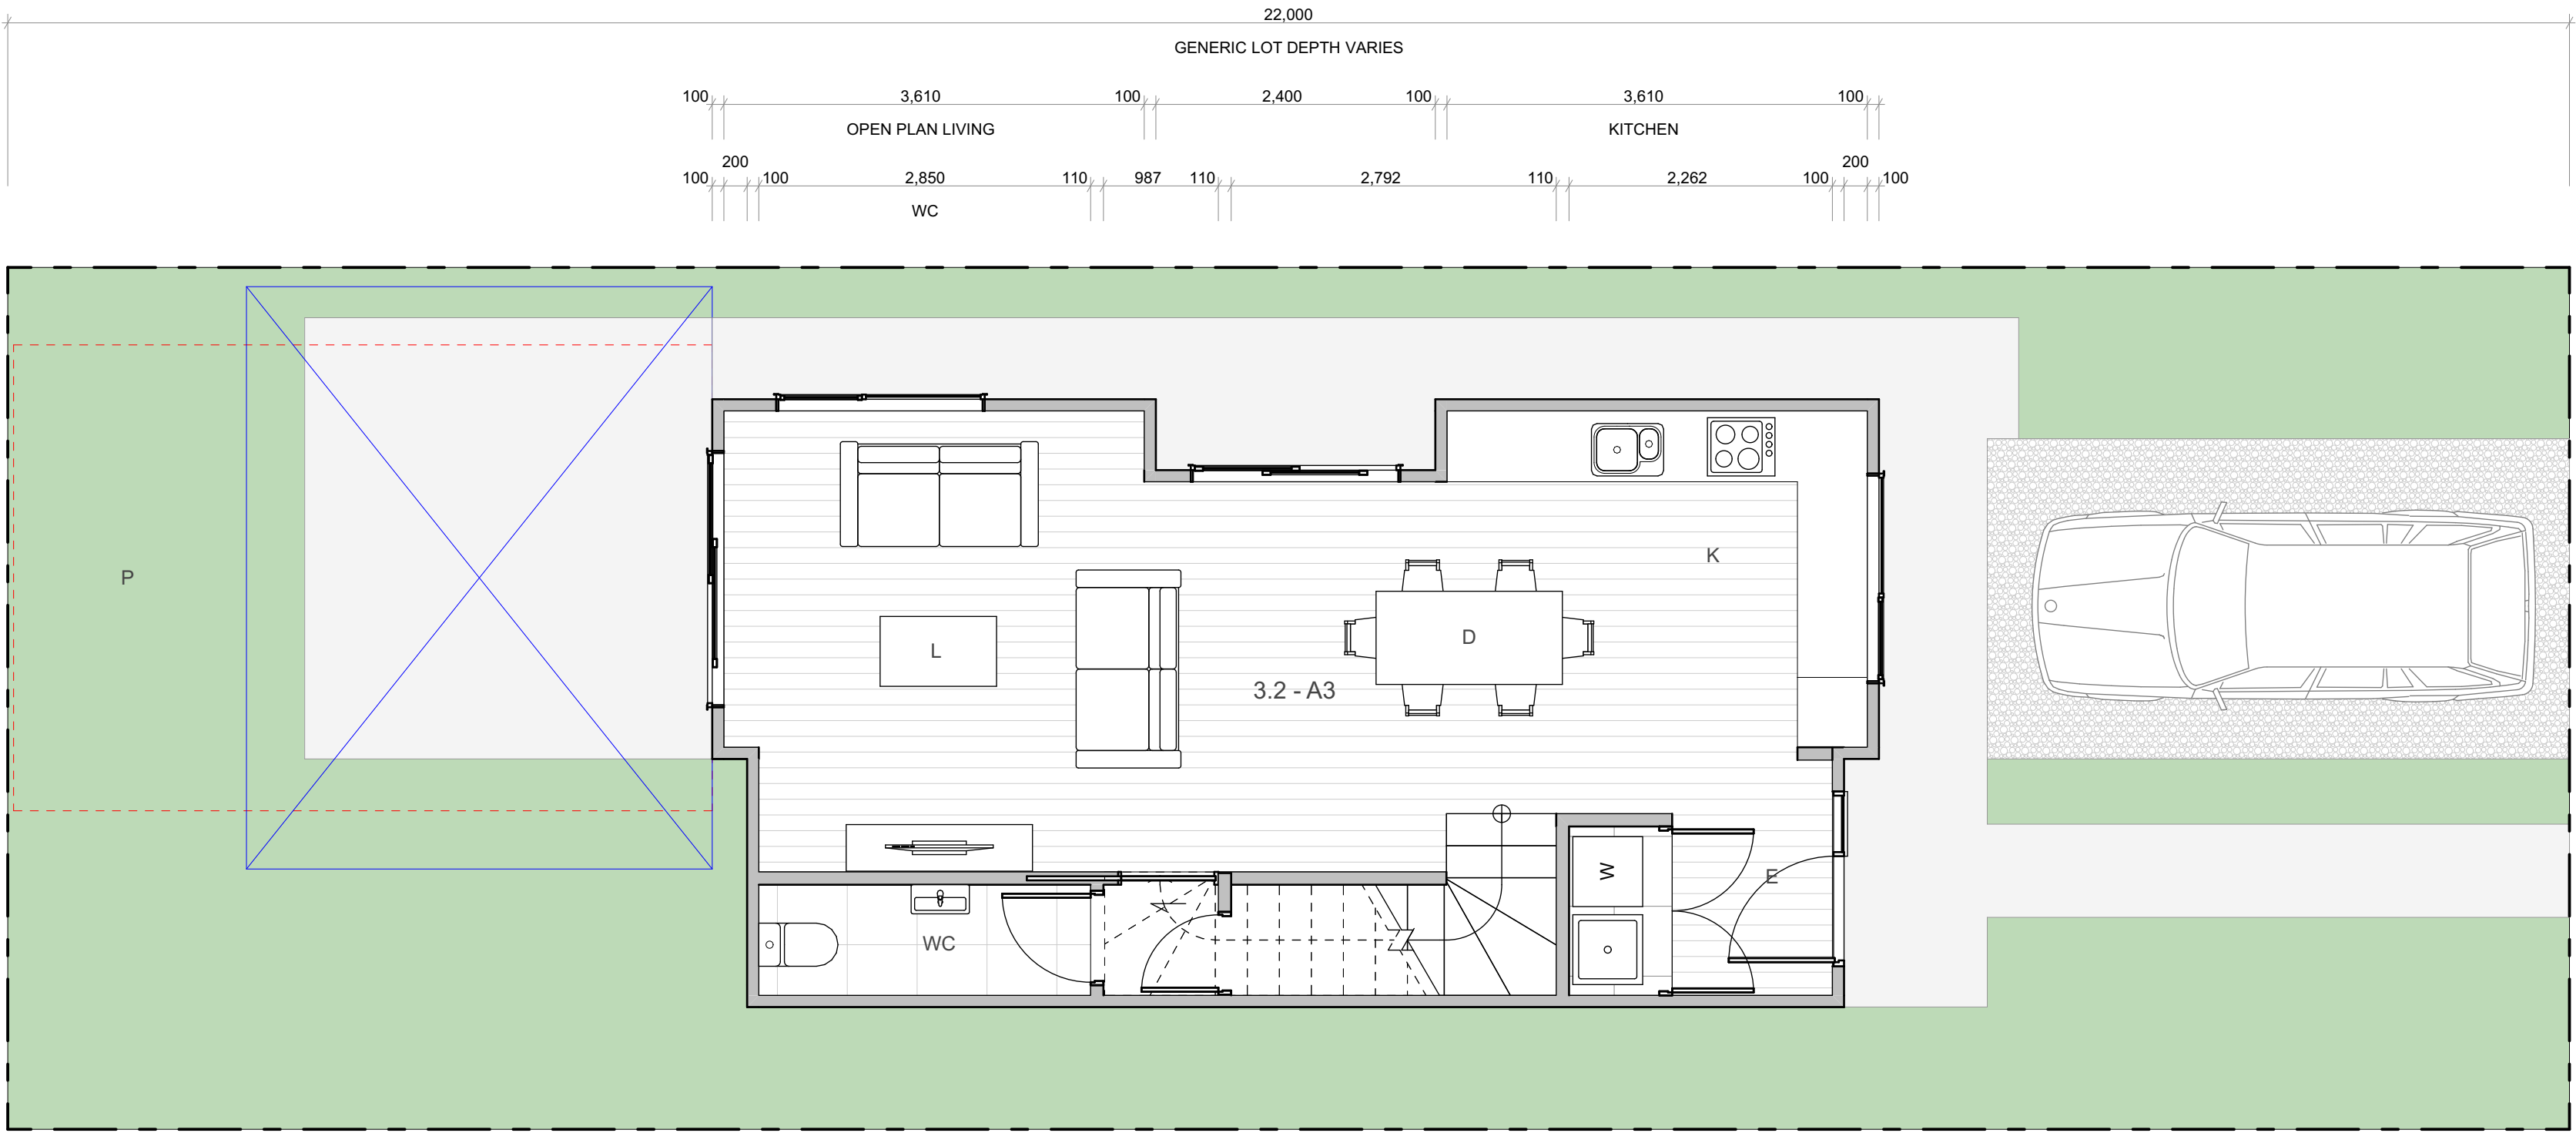 22,000
GENERIC LOT DEPTH VARIES
100 3,610 100 2,400 100 3,610 100
OPEN PLAN LIVING KITCHEN
200 200
100 100 2,850 110 987 110 2,792 110 2,262 100 100
WC
K
P
D
L
3.2 - A3
W
E
WC